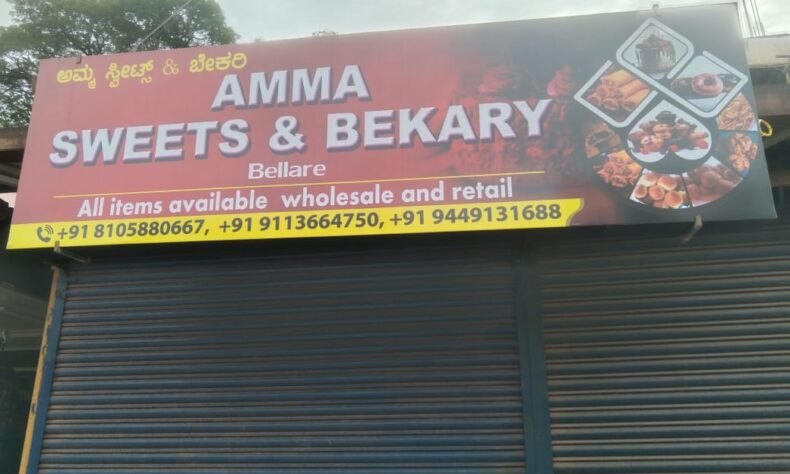 ಅಮ್ಮ ಸ್ವೀಟ್ಸ್ & ಬೇಕರಿ
AMMA
SWEETS & BEKARY
Bellare
All items available wholesale and retail
+91 8105880667, +91 9113664750, +91 9449131688